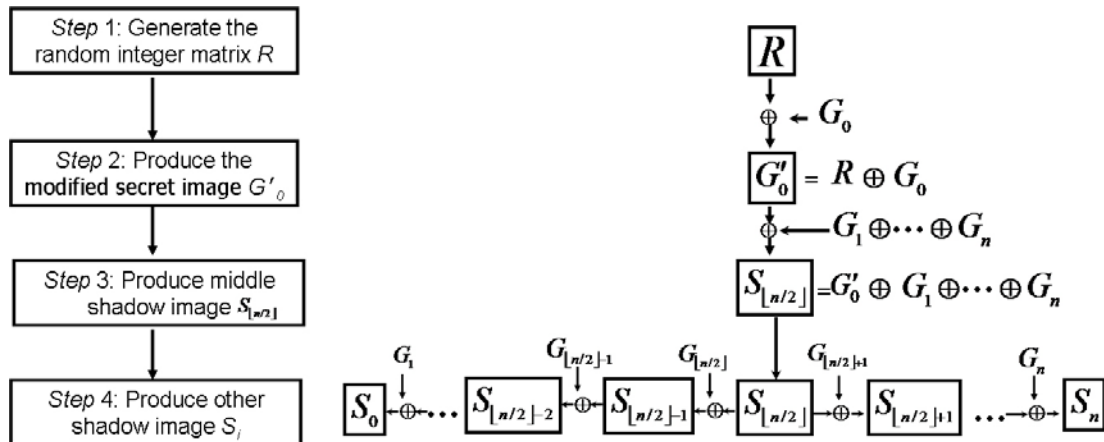 Step 1: Generate the
random integer matrix R
Step 2: Produce the
modified secret image G'₀
Step 3: Produce middle
shadow image S⌊n/2⌋
Step 4: Produce other
shadow image Sᵢ
R
⊕ G₀
G'₀ = R ⊕ G₀
⊕ G₁ ⊕ ⋯ ⊕ Gₙ
S⌊n/2⌋ = G'₀ ⊕ G₁ ⊕ ⋯ ⊕ Gₙ
G₁ G⌊n/2⌋-1 G⌊n/2⌋ G⌊n/2⌋+1 Gₙ
S₀ ⊕ ⋯ S⌊n/2⌋-2 ⊕ S⌊n/2⌋-1 ⊕ S⌊n/2⌋ ⊕ S⌊n/2⌋+1 ⋯ ⊕ Sₙ